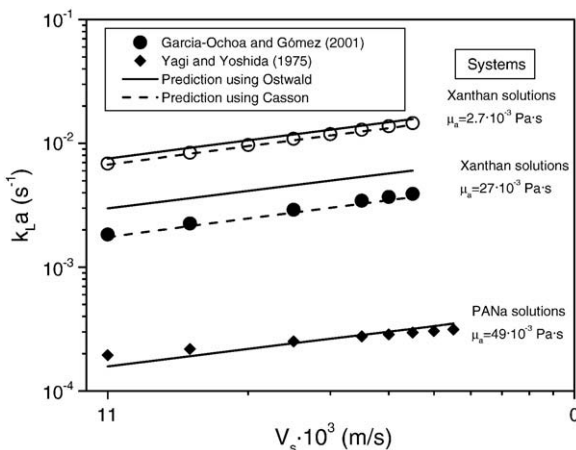 Garcia-Ochoa and Gómez (2001)
Yagi and Yoshida (1975)
Prediction using Ostwald
Prediction using Casson
Systems
Xanthan solutions
μₐ=2.7·10⁻³ Pa·s
Xanthan solutions
μₐ=27·10⁻³ Pa·s
PANa solutions
μₐ=49·10⁻³ Pa·s
10⁻¹
10⁻²
10⁻³
10⁻⁴
k_La (s⁻¹)
11
0
Vₛ·10³ (m/s)